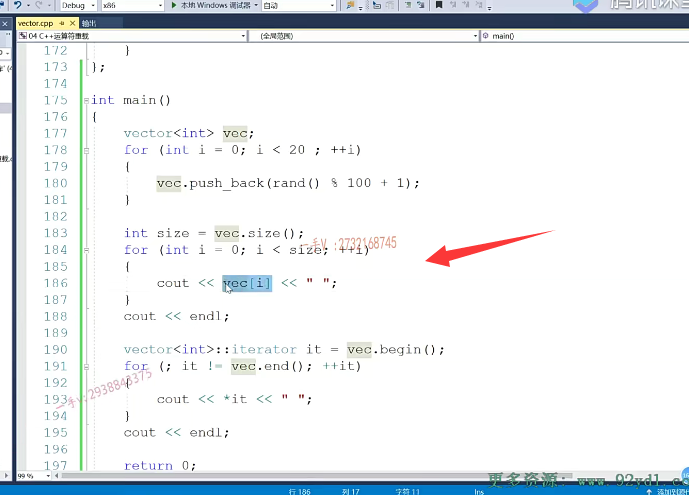 Debug x86 本地 Windows 调试器 自动
vector.cpp 输出
04 C++运算符重载 (全局范围) main()
172 }
173 };
174
175 int main()
176 {
177 vector<int> vec;
178 for (int i = 0; i < 20 ; ++i)
179 {
180 vec.push_back(rand() % 100 + 1);
181 }
182
183 int size = vec.size();
一手V :2732168745
184 for (int i = 0; i < size; ++i)
185 {
186 cout << vec[i] << " ";
187 }
188 cout << endl;
189
190 vector<int>::iterator it = vec.begin();
191 for (; it != vec.end(); ++it)
192 {
一手v:2938843375
193 cout << *it << " ";
194 }
195 cout << endl;
196
197 return 0;
99 %
更多资源:www.92ydl.com
行 186 列 17 字符 11 Ins